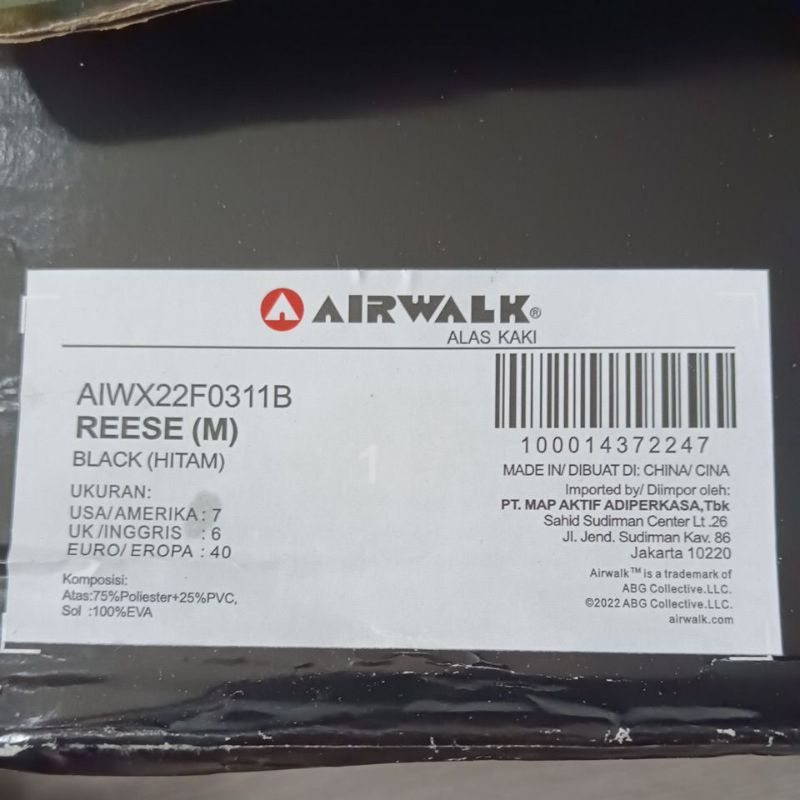 AIRWALK®
ALAS KAKI
AIWX22F0311B
REESE (M)
BLACK (HITAM)
UKURAN:
USA/AMERIKA : 7
UK /INGGRIS : 6
EURO/ EROPA : 40
Komposisi:
Atas:75%Poliester+25%PVC,
Sol :100%EVA
1
100014372247
MADE IN/ DIBUAT DI: CHINA/ CINA
Imported by/ Diimpor oleh:
PT. MAP AKTIF ADIPERKASA,Tbk
Sahid Sudirman Center Lt .26
Jl. Jend. Sudirman Kav. 86
Jakarta 10220
Airwalk™ is a trademark of
ABG Collective.LLC.
©2022 ABG Collective.LLC.
airwalk.com